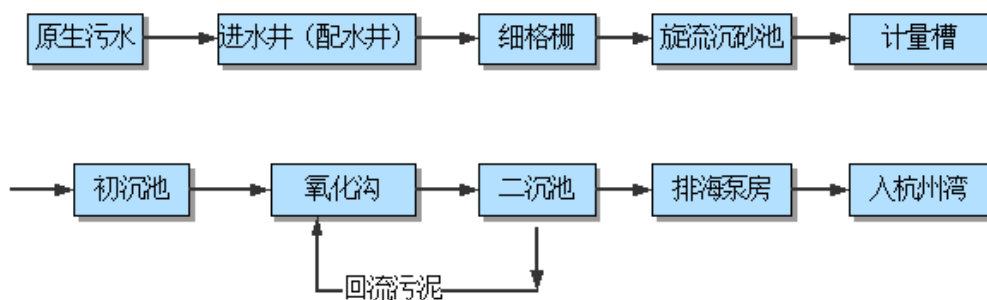 原生污水
进水井（配水井）
细格栅
旋流沉砂池
计量槽
初沉池
氧化沟
二沉池
排海泵房
入杭州湾
回流污泥